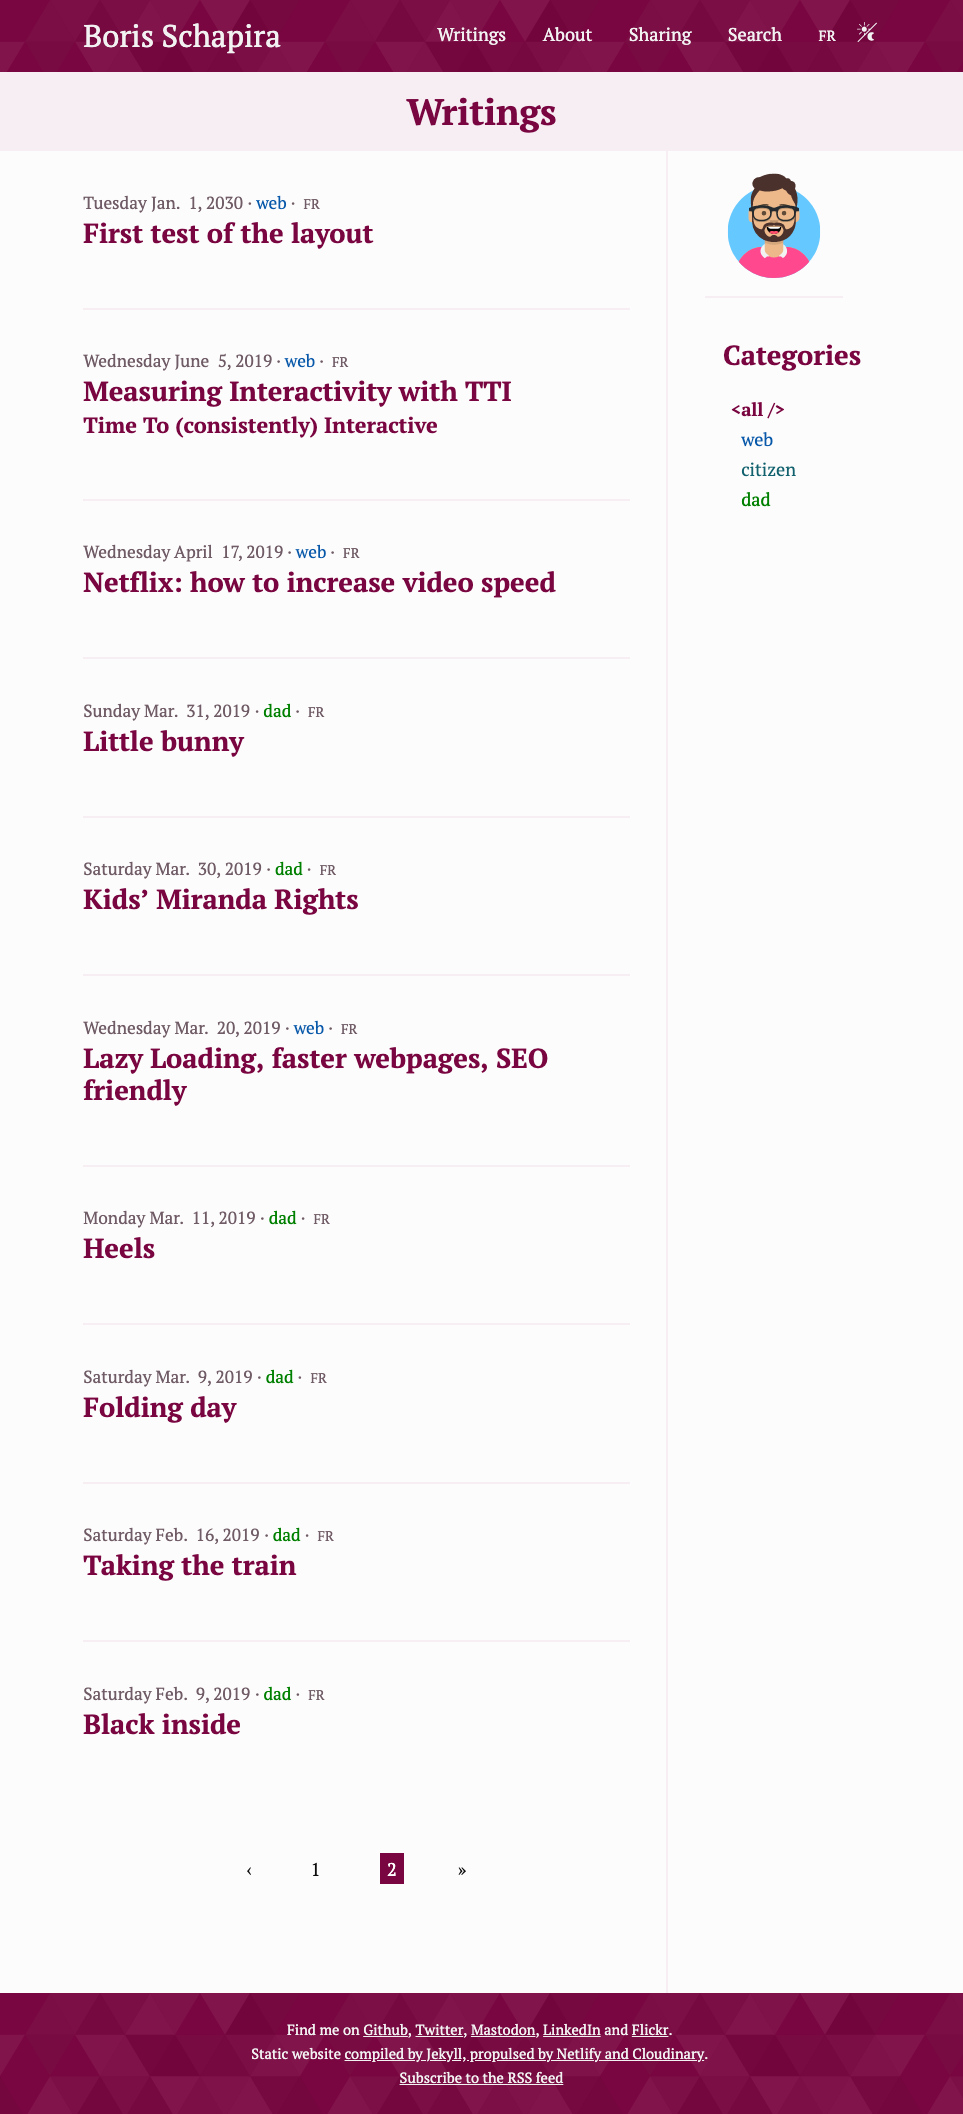 Boris Schapira
Writings About Sharing Search FR
Writings
Tuesday Jan. 1, 2030 · web · FR
First test of the layout
Wednesday June 5, 2019 · web · FR
Measuring Interactivity with TTI
Time To (consistently) Interactive
Wednesday April 17, 2019 · web · FR
Netflix: how to increase video speed
Sunday Mar. 31, 2019 · dad · FR
Little bunny
Saturday Mar. 30, 2019 · dad · FR
Kids’ Miranda Rights
Wednesday Mar. 20, 2019 · web · FR
Lazy Loading, faster webpages, SEO
friendly
Monday Mar. 11, 2019 · dad · FR
Heels
Saturday Mar. 9, 2019 · dad · FR
Folding day
Saturday Feb. 16, 2019 · dad · FR
Taking the train
Saturday Feb. 9, 2019 · dad · FR
Black inside
‹ 1 2 »
Categories
<all />
web
citizen
dad
Find me on Github, Twitter, Mastodon, LinkedIn and Flickr.
Static website compiled by Jekyll, propulsed by Netlify and Cloudinary.
Subscribe to the RSS feed